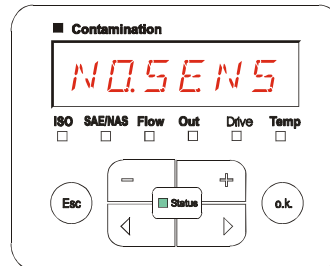 Contamination
NO.SENS
ISO SAE/NAS Flow Out Drive Temp
Esc
Status
o.k.